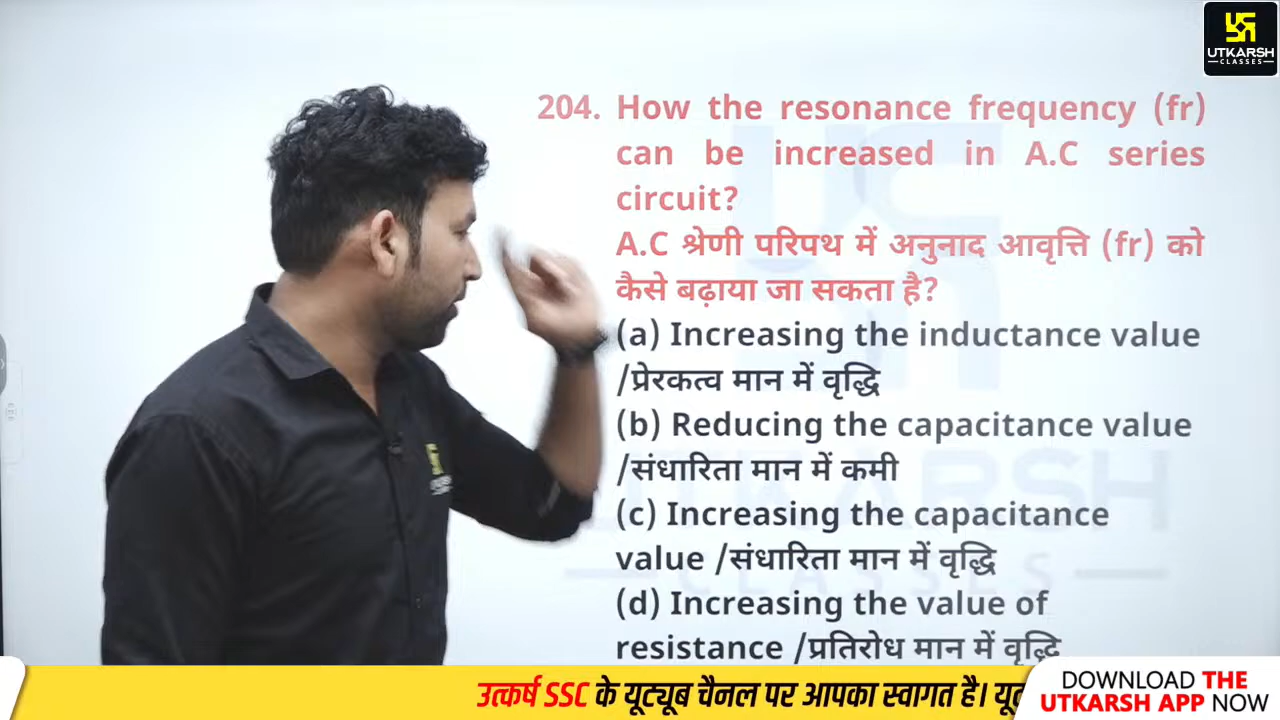 UTKARSH
CLASSES
204. How the resonance frequency (fr)
can be increased in A.C series
circuit?
A.C श्रेणी परिपथ में अनुनाद आवृत्ति (fr) को
कैसे बढ़ाया जा सकता है?
(a) Increasing the inductance value
/प्रेरकत्व मान में वृद्धि
(b) Reducing the capacitance value
/संधारिता मान में कमी
(c) Increasing the capacitance
value /संधारिता मान में वृद्धि
(d) Increasing the value of
resistance /प्रतिरोध मान में वृद्धि
UTKARSH
CLASSES
उत्कर्ष SSC के यूट्यूब चैनल पर आपका स्वागत है।
DOWNLOAD THE
UTKARSH APP NOW